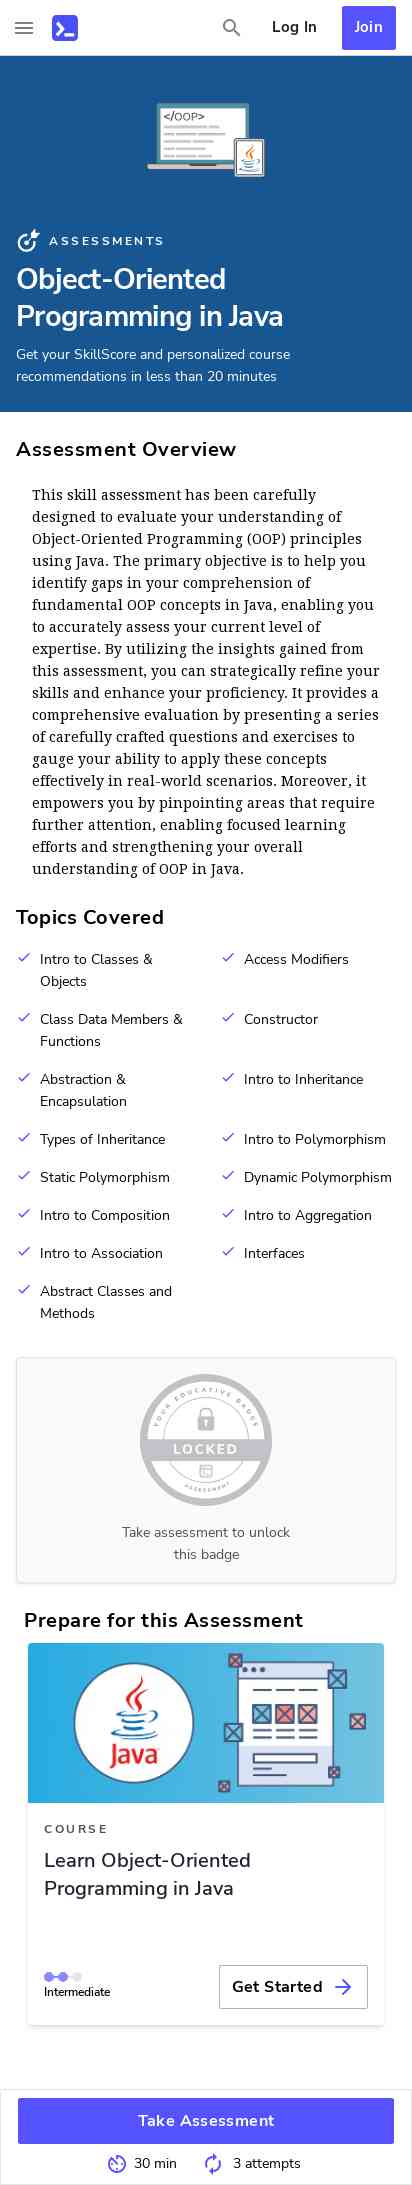 Log In
Join
</OOP>
ASSESSMENTS
Object-Oriented
Programming in Java
Get your SkillScore and personalized course
recommendations in less than 20 minutes
Assessment Overview
This skill assessment has been carefully
designed to evaluate your understanding of
Object-Oriented Programming (OOP) principles
using Java. The primary objective is to help you
identify gaps in your comprehension of
fundamental OOP concepts in Java, enabling you
to accurately assess your current level of
expertise. By utilizing the insights gained from
this assessment, you can strategically refine your
skills and enhance your proficiency. It provides a
comprehensive evaluation by presenting a series
of carefully crafted questions and exercises to
gauge your ability to apply these concepts
effectively in real-world scenarios. Moreover, it
empowers you by pinpointing areas that require
further attention, enabling focused learning
efforts and strengthening your overall
understanding of OOP in Java.
Topics Covered
Intro to Classes &
Objects
Access Modifiers
Class Data Members &
Functions
Constructor
Abstraction &
Encapsulation
Intro to Inheritance
Types of Inheritance
Intro to Polymorphism
Static Polymorphism
Dynamic Polymorphism
Intro to Composition
Intro to Aggregation
Intro to Association
Interfaces
Abstract Classes and
Methods
YOUR EDUCATIVE BADGE
LOCKED
ASSESSMENT
Take assessment to unlock
this badge
Prepare for this Assessment
Java
COURSE
Learn Object-Oriented
Programming in Java
Intermediate
Get Started
Take Assessment
30 min
3 attempts